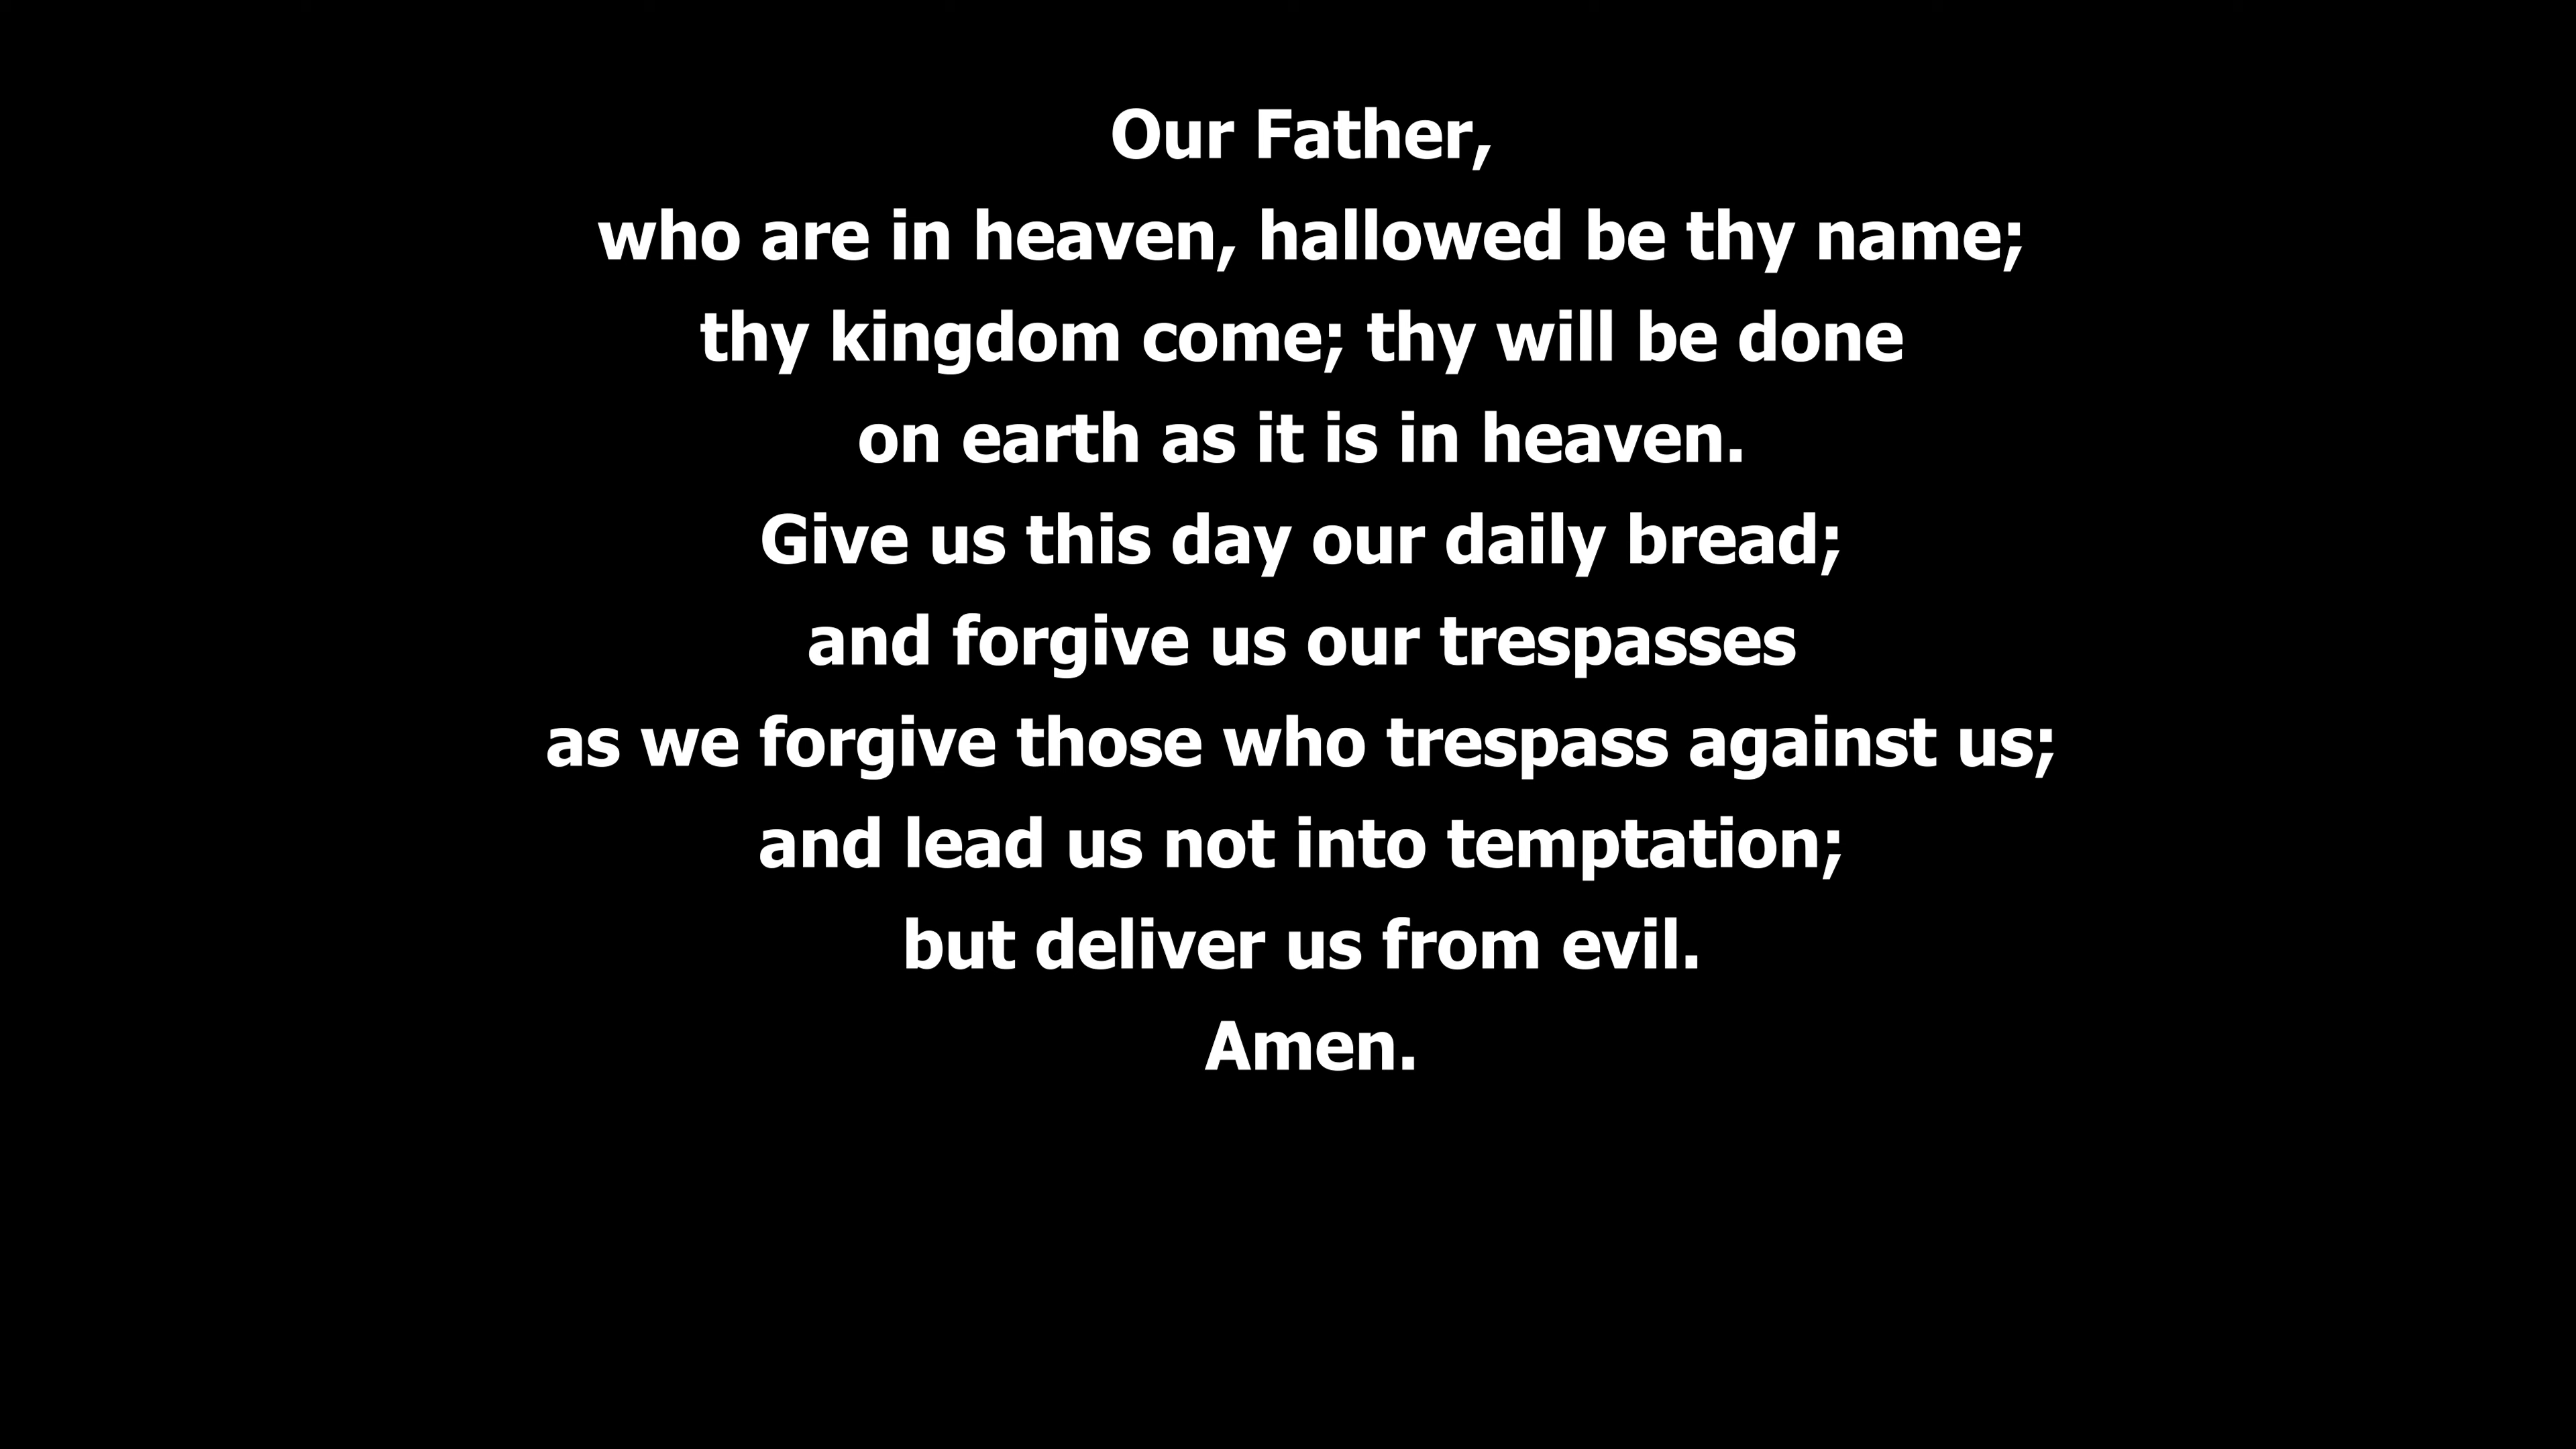 Our Father,
who are in heaven, hallowed be thy name;
thy kingdom come; thy will be done
on earth as it is in heaven.
Give us this day our daily bread;
and forgive us our trespasses
as we forgive those who trespass against us;
and lead us not into temptation;
but deliver us from evil.
Amen.